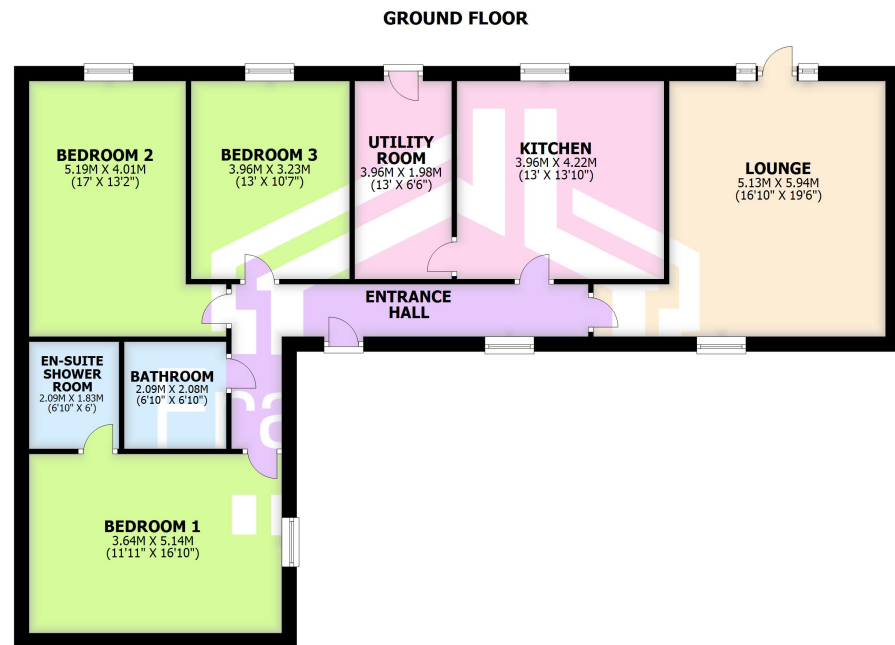 GROUND FLOOR
BEDROOM 2
5.19M X 4.01M
(17' X 13'2")
BEDROOM 3
3.96M X 3.23M
(13' X 10'7")
UTILITY
ROOM
3.96M X 1.98M
(13' X 6'6")
KITCHEN
3.96M X 4.22M
(13' X 13'10")
LOUNGE
5.13M X 5.94M
(16'10" X 19'6")
ENTRANCE
HALL
EN-SUITE
SHOWER
ROOM
2.09M X 1.83M
(6'10" X 6')
BATHROOM
2.09M X 2.08M
(6'10" X 6'10")
BEDROOM 1
3.64M X 5.14M
(11'11" X 16'10")